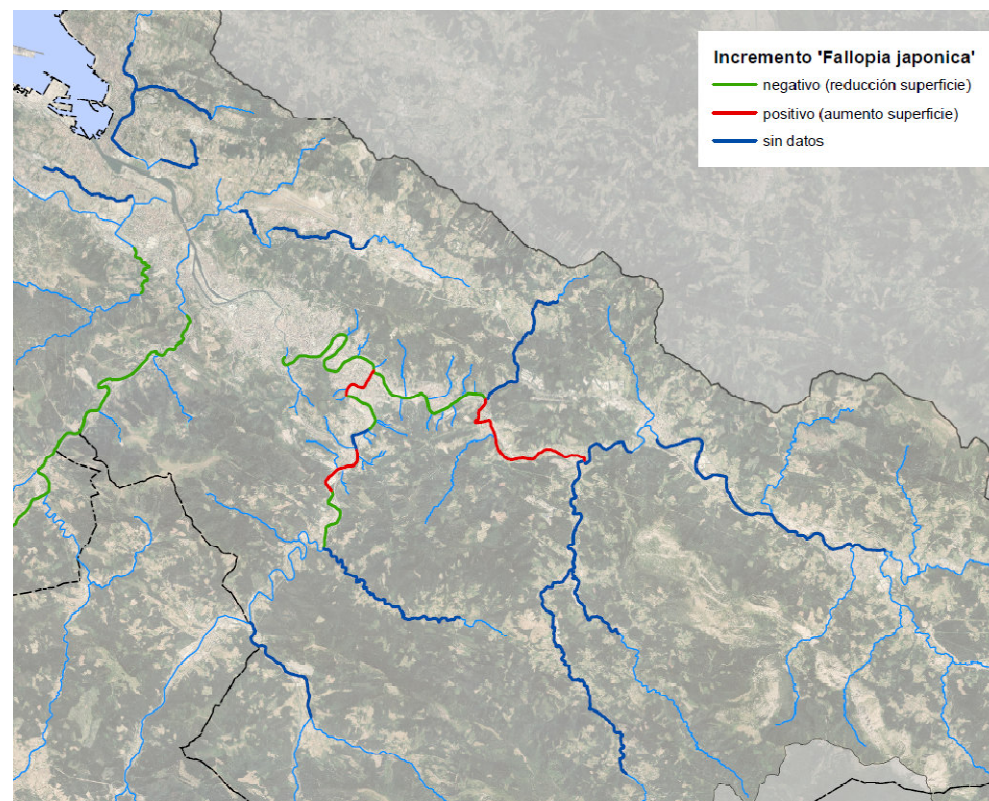 Incremento 'Fallopia japonica'
negativo (reducción superficie)
positivo (aumento superficie)
sin datos